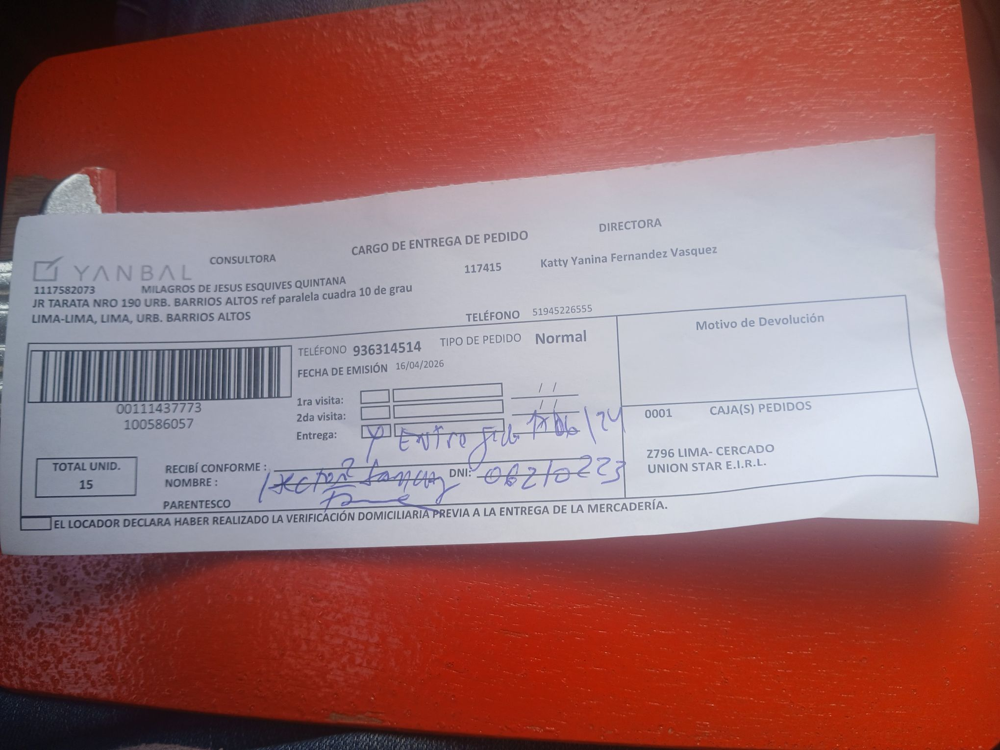 CARGO DE ENTREGA DE PEDIDO
YANBAL CONSULTORA DIRECTORA
1117582073 MILAGROS DE JESUS ESQUIVES QUINTANA 117415 Katty Yanina Fernandez Vasquez
JR TARATA NRO 190 URB. BARRIOS ALTOS ref paralela cuadra 10 de grau
LIMA-LIMA, LIMA, URB. BARRIOS ALTOS TELÉFONO 51945226555
TELÉFONO 936314514 TIPO DE PEDIDO Normal Motivo de Devolución
FECHA DE EMISIÓN 16/04/2026
00111437773
100586057
1ra visita: / /
2da visita: / /
Entrega: Entregado
0001 CAJA(S) PEDIDOS
Z796 LIMA- CERCADO
UNION STAR E.I.R.L.
TOTAL UNID.
15
RECIBÍ CONFORME :
NOMBRE : DNI: 06210223
PARENTESCO
EL LOCADOR DECLARA HABER REALIZADO LA VERIFICACIÓN DOMICILIARIA PREVIA A LA ENTREGA DE LA MERCADERÍA.